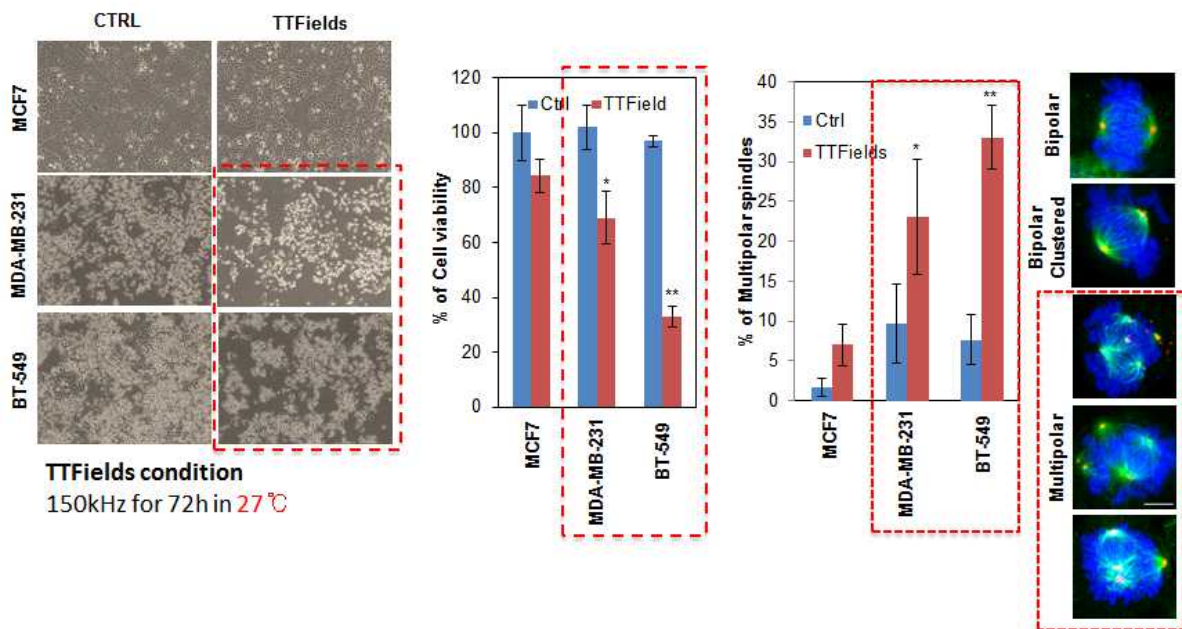 CTRL
TTFields
MCF7
MDA-MB-231
BT-549
TTFields condition
150kHz for 72h in 27℃
% of Cell viability
120
100
80
60
40
20
0
Ctrl
TTField
*
**
MCF7
MDA-MB-231
BT-549
% of Multipolar spindles
40
35
30
25
20
15
10
5
0
Ctrl
TTFields
*
**
MCF7
MDA-MB-231
BT-549
Bipolar
Bipolar
Clustered
Multipolar